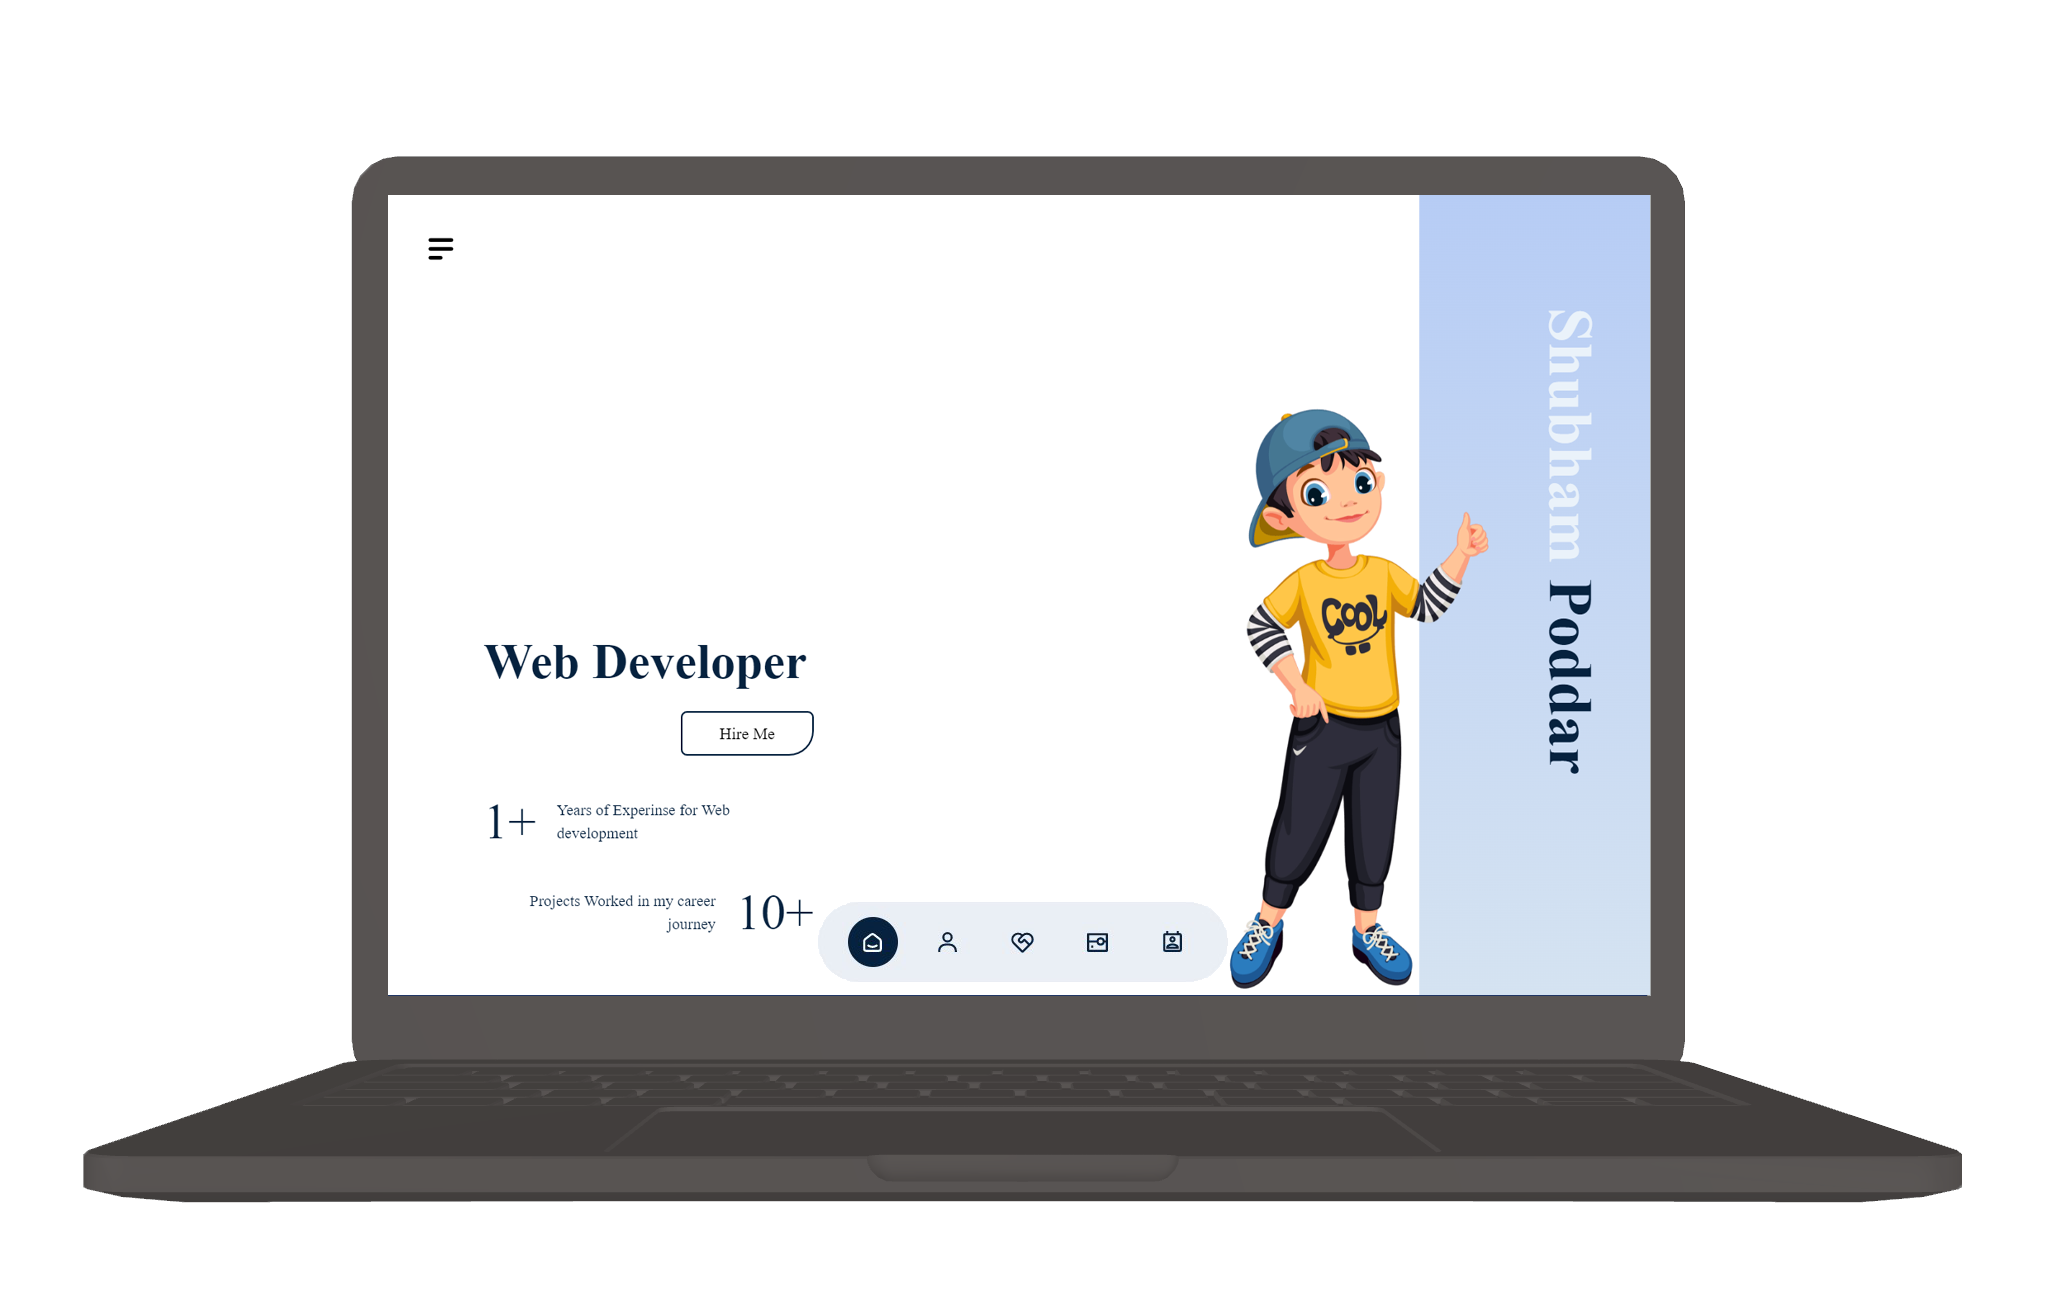 Shubham Poddar
COOL
Web Developer
Hire Me
1+
Years of Experinse for Web
development
Projects Worked in my career
journey
10+